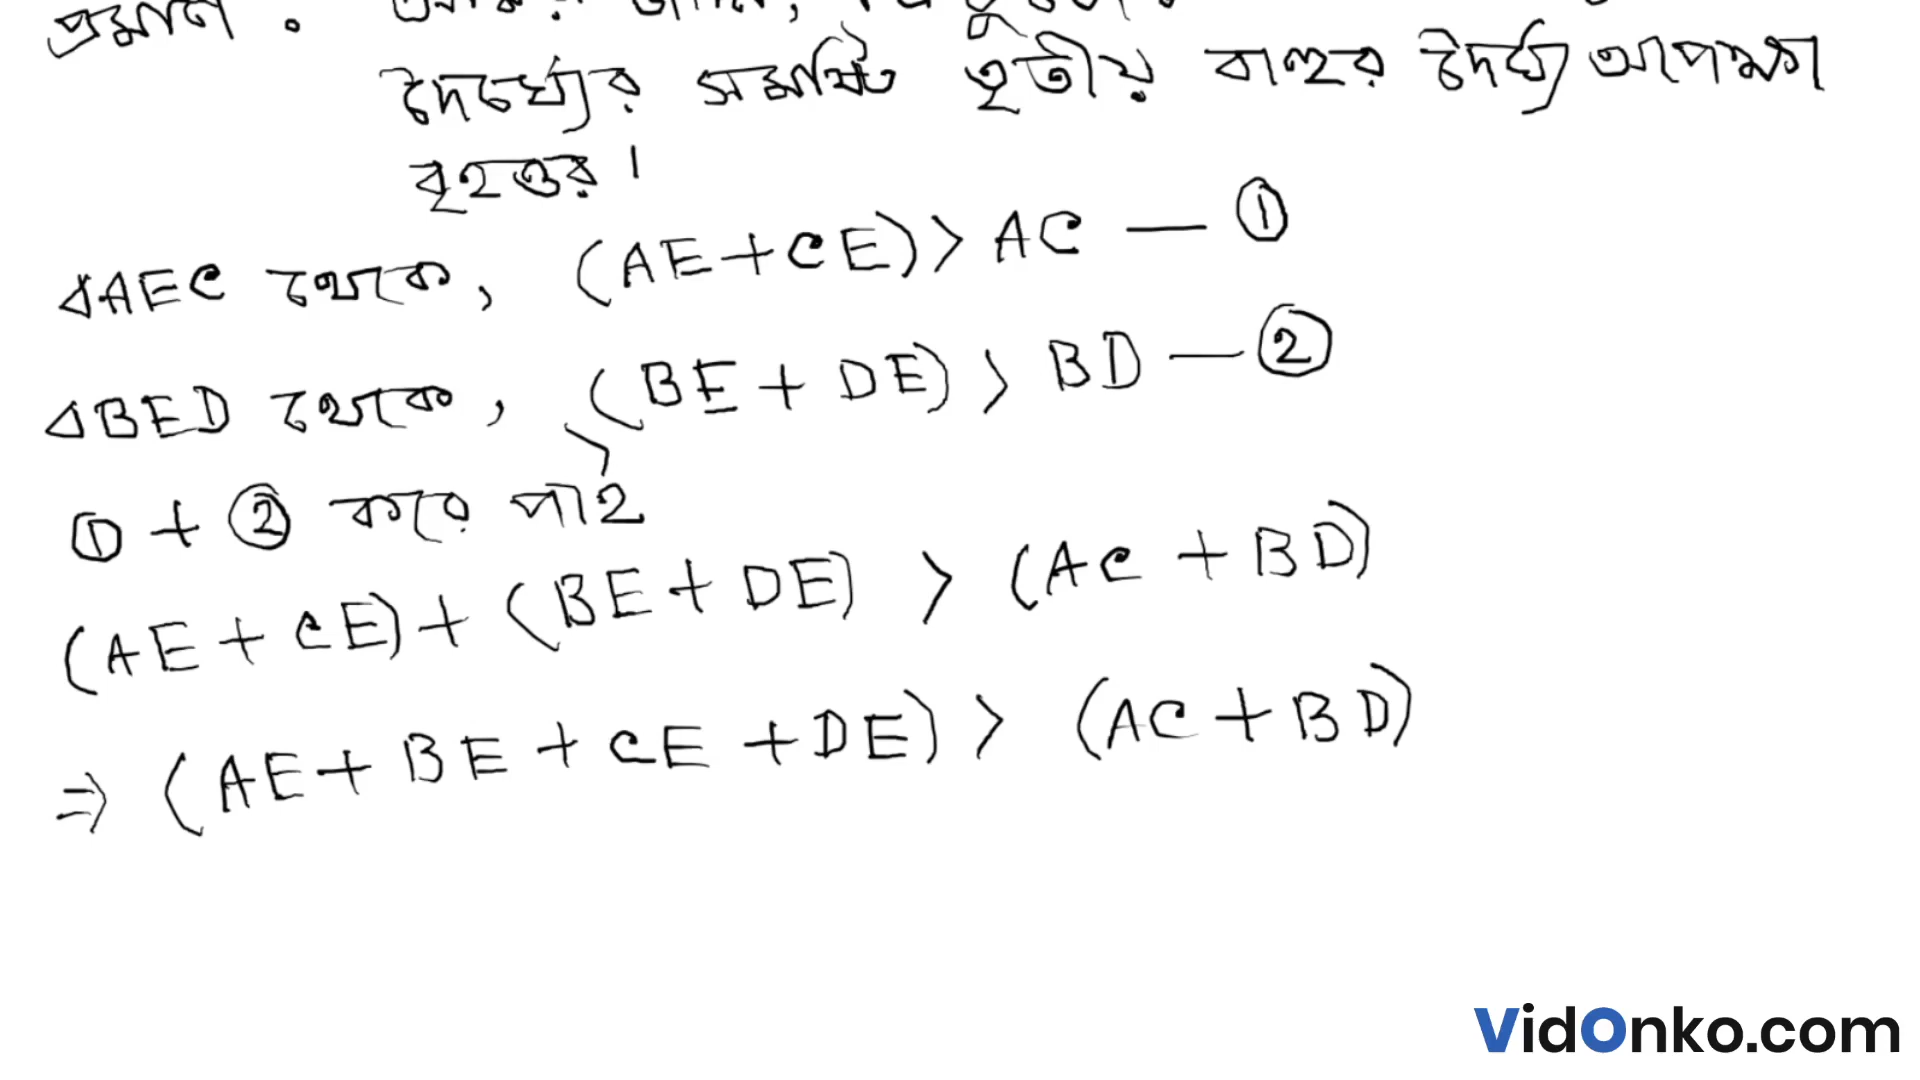 প্রমাণ :
দৈর্ঘ্যের সমষ্টি তৃতীয় বাহুর দৈর্ঘ্য অপেক্ষা
বৃহত্তর।
△AEC থেকে, (AE+CE) > AC — ①
△BED থেকে, (BE + DE) > BD — ②
① + ② করে পাই
(AE + CE) + (BE + DE) > (AC + BD)
⇒ (AE + BE + CE + DE) > (AC + BD)
VidOnko.com